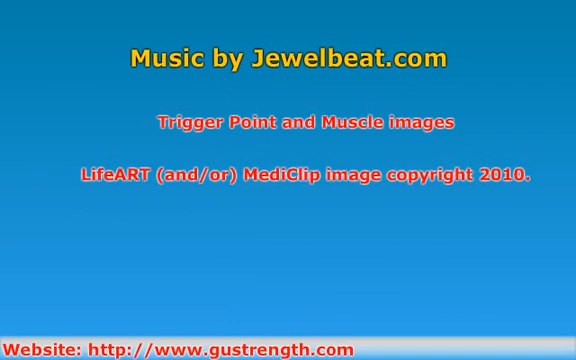 Music by Jewelbeat.com
Trigger Point and Muscle images
LifeART (and/or) MediClip image copyright 2010.
Website: http://www.gustrength.com